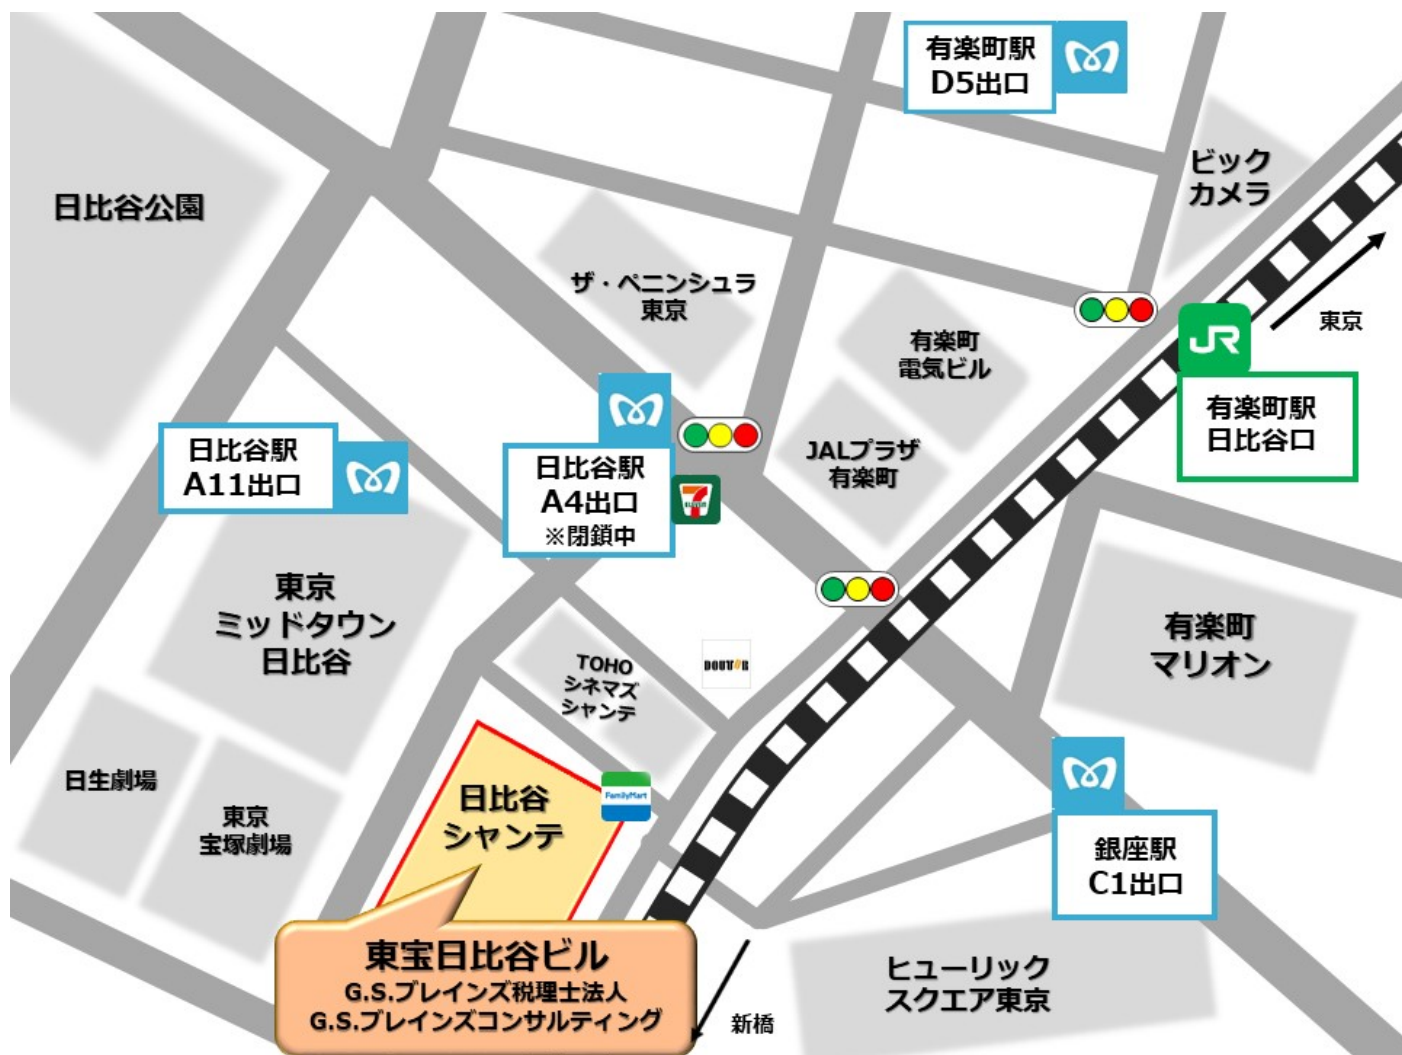 有楽町駅
D5出口
ビック
カメラ
日比谷公園
ザ・ペニンシュラ
東京
有楽町
電気ビル
JR
東京
有楽町駅
日比谷口
日比谷駅
A11出口
日比谷駅
A4出口
※閉鎖中
7
ELEVEN
JALプラザ
有楽町
東京
ミッドタウン
日比谷
TOHO
シネマズ
シャンテ
DOUTOR
有楽町
マリオン
日生劇場
東京
宝塚劇場
日比谷
シャンテ
FamilyMart
銀座駅
C1出口
東宝日比谷ビル
G.S.ブレインズ税理士法人
G.S.ブレインズコンサルティング
新橋
ヒューリック
スクエア東京